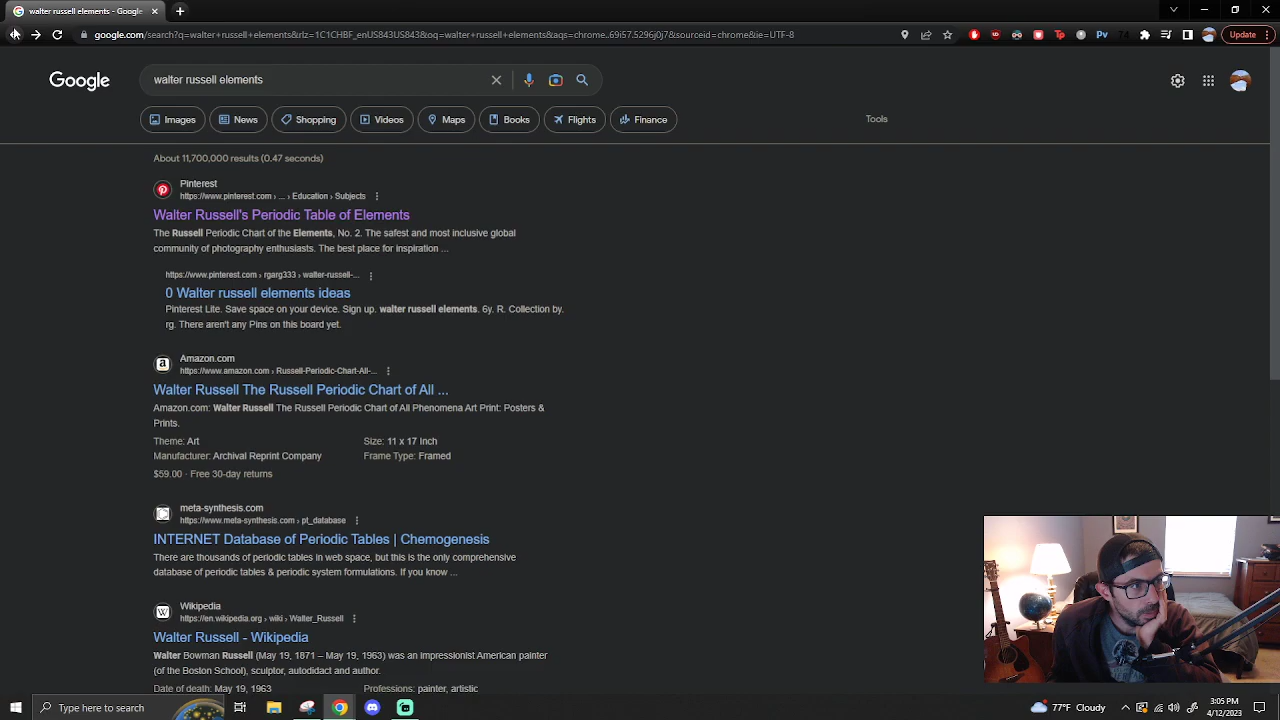 walter russell elements - Google
google.com/search?q=walter+russell+elements&rlz=1C1CHBF_enUS843US843&oq=walter+russell+elements&aqs=chrome.69i57.5296j0j7&sourceid=chrome&ie=UTF-8
Pv
74
Update
Google
walter russell elements
Images
News
Shopping
Videos
Maps
Books
Flights
Finance
Tools
About 11,700,000 results (0.47 seconds)
Pinterest
https://www.pinterest.com › ... › Education › Subjects
Walter Russell's Periodic Table of Elements
The Russell Periodic Chart of the Elements, No. 2. The safest and most inclusive global
community of photography enthusiasts. The best place for inspiration ...
https://www.pinterest.com › rgarg333 › walter-russell-...
0 Walter russell elements ideas
Pinterest Lite. Save space on your device. Sign up. walter russell elements. 6y. R. Collection by.
rg. There aren't any Pins on this board yet.
Amazon.com
https://www.amazon.com › Russell-Periodic-Chart-All-...
Walter Russell The Russell Periodic Chart of All ...
Amazon.com: Walter Russell The Russell Periodic Chart of All Phenomena Art Print: Posters &
Prints.
Theme: Art
Size: 11 x 17 inch
Manufacturer: Archival Reprint Company
Frame Type: Framed
$59.00 · Free 30-day returns
meta-synthesis.com
https://www.meta-synthesis.com › pt_database
INTERNET Database of Periodic Tables | Chemogenesis
There are thousands of periodic tables in web space, but this is the only comprehensive
database of periodic tables & periodic system formulations. If you know ...
Wikipedia
https://en.wikipedia.org › wiki › Walter_Russell
Walter Russell - Wikipedia
Walter Bowman Russell (May 19, 1871 – May 19, 1963) was an impressionist American painter
(of the Boston School), sculptor, autodidact and author.
Date of death: May 19, 1963
Professions: painter, artistic
Type here to search
77°F Cloudy
3:05 PM
4/12/2023